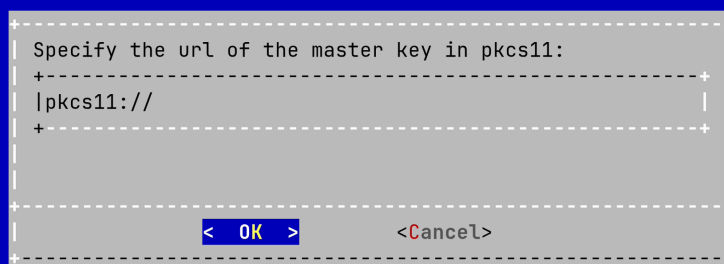 Specify the url of the master key in pkcs11:
pkcs11://
< OK > <Cancel>